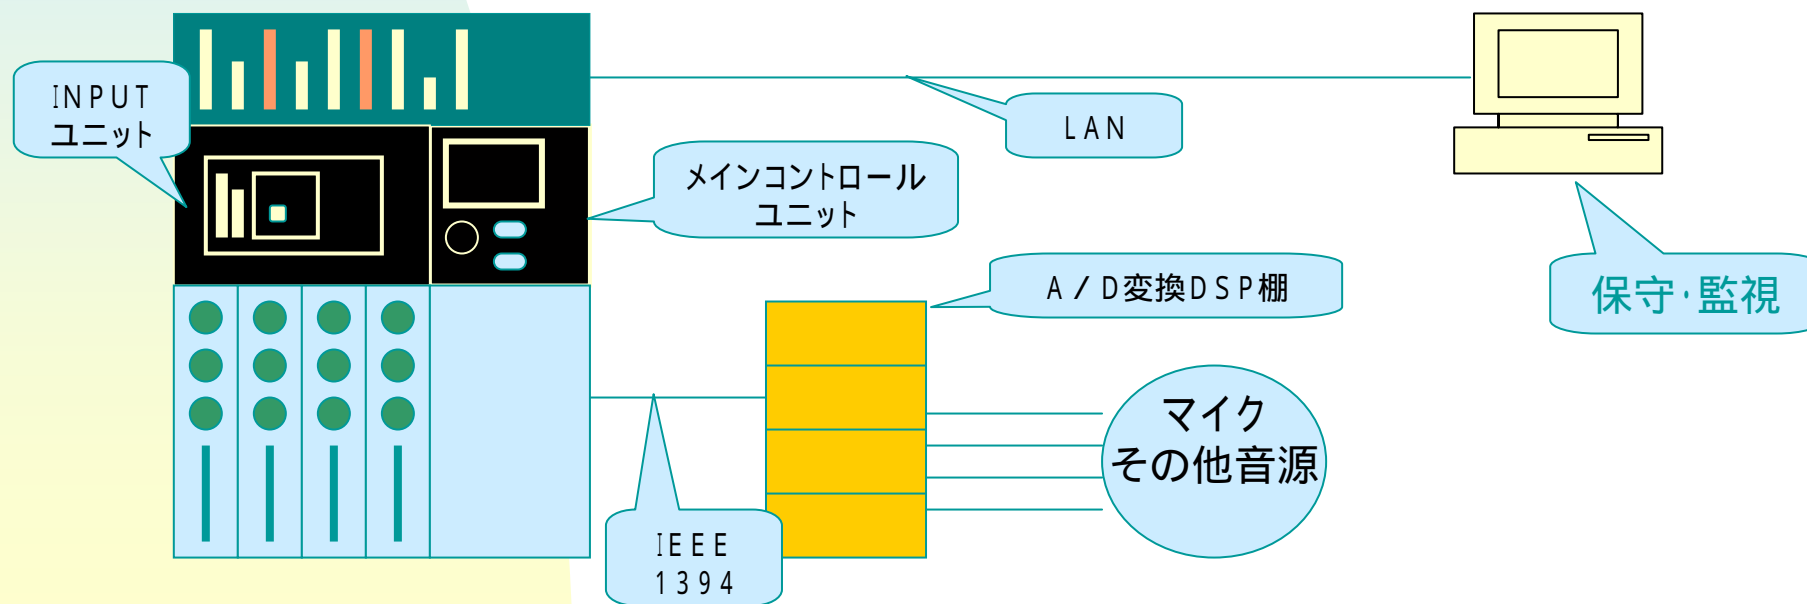 INPUT
ユニット
LAN
メインコントロール
ユニット
A/D変換DSP棚
保守・監視
マイク
その他音源
IEEE
1394